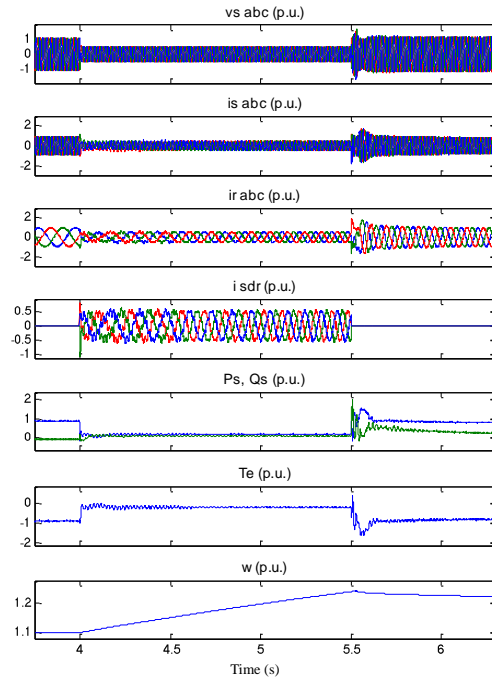 vs abc (p.u.)
1
0
-1
is abc (p.u.)
2
0
-2
ir abc (p.u.)
2
0
-2
i sdr (p.u.)
0.5
0
-0.5
-1
Ps, Qs (p.u.)
2
1
0
Te (p.u.)
0
-1
-2
w (p.u.)
1.2
1.1
4 4.5 5 5.5 6
Time (s)